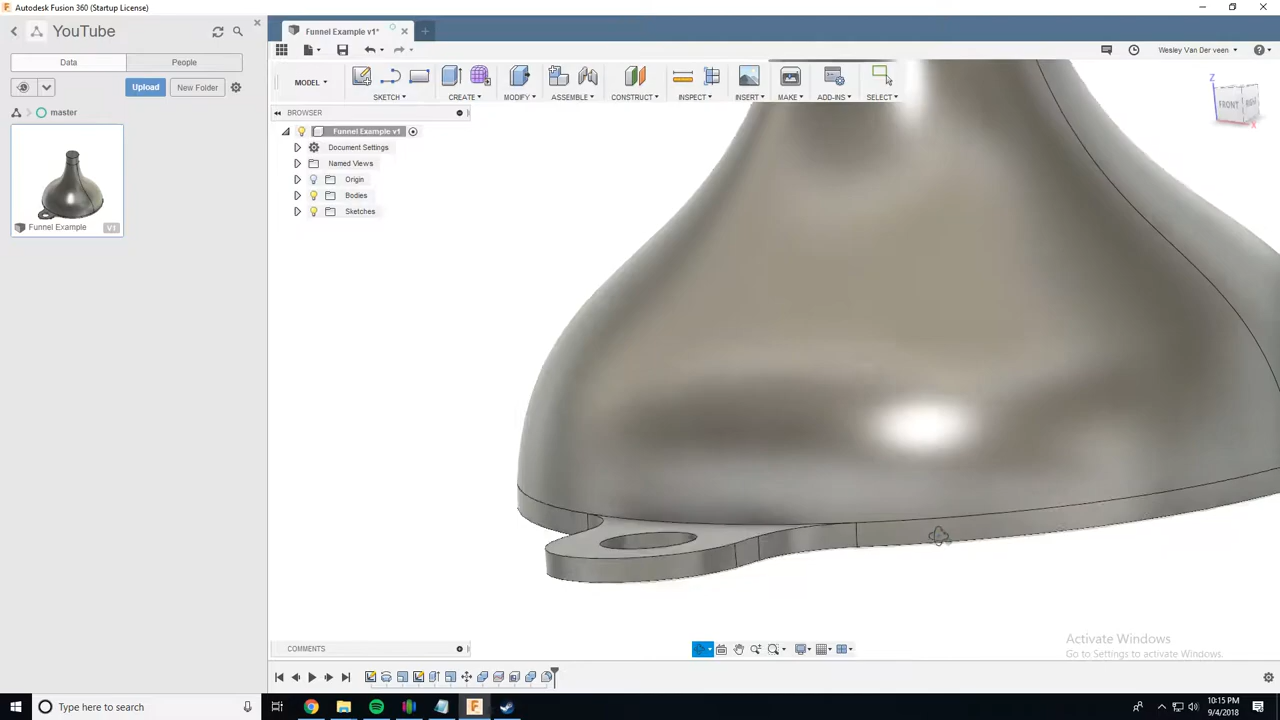 Autodesk Fusion 360 (Startup License)
YouTube
Data
People
Upload
New Folder
master
Funnel Example
V1
Funnel Example v1*
Wesley Van Der veen
MODEL
SKETCH
CREATE
MODIFY
ASSEMBLE
CONSTRUCT
INSPECT
INSERT
MAKE
ADD-INS
SELECT
BROWSER
Funnel Example v1
Document Settings
Named Views
Origin
Bodies
Sketches
Z
FRONT
RIGHT
X
COMMENTS
Activate Windows
Go to Settings to activate Windows.
Type here to search
10:15 PM
9/4/2018